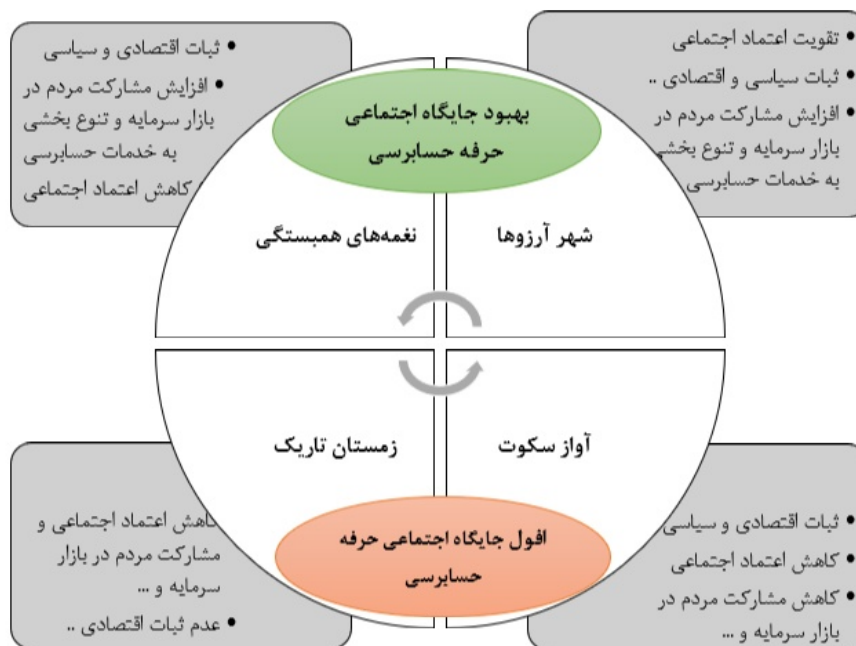 • تقویت اعتماد اجتماعی
• ثبات سیاسی و اقتصادی ..
• افزایش مشارکت مردم در
بازار سرمایه و تنوع بخشی
به خدمات حسابرسی
• ثبات اقتصادی و سیاسی
• افزایش مشارکت مردم در
بازار سرمایه و تنوع بخشی
به خدمات حسابرسی
کاهش اعتماد اجتماعی
بهبود جایگاه اجتماعی
حرفه حسابرسی
شهر آرزوها
نغمه‌های همبستگی
آواز سکوت
زمستان تاریک
افول جایگاه اجتماعی حرفه
حسابرسی
• ثبات اقتصادی و سیاسی
• کاهش اعتماد اجتماعی
• کاهش مشارکت مردم در
بازار سرمایه و ...
کاهش اعتماد اجتماعی و
مشارکت مردم در بازار
سرمایه و ...
• عدم ثبات اقتصادی ..